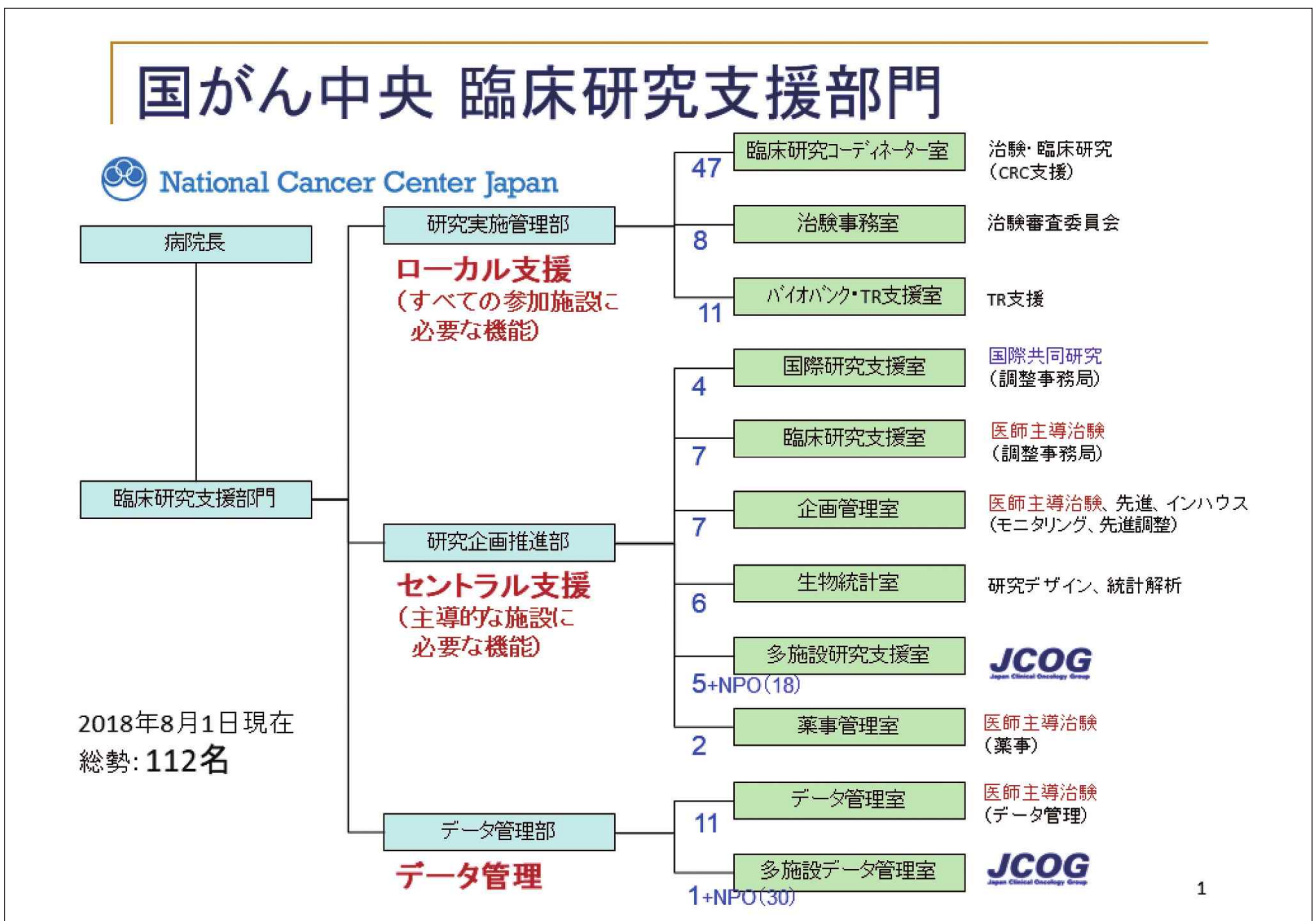 国がん中央 臨床研究支援部門
National Cancer Center Japan
病院長
臨床研究支援部門
研究実施管理部
ローカル支援
(すべての参加施設に
必要な機能)
47
臨床研究コーディネーター室
治験・臨床研究
(CRC支援)
8
治験事務室
治験審査委員会
11
バイオバンク・TR支援室
TR支援
研究企画推進部
セントラル支援
(主導的な施設に
必要な機能)
4
国際研究支援室
国際共同研究
(調整事務局)
7
臨床研究支援室
医師主導治験
(調整事務局)
7
企画管理室
医師主導治験、先進、インハウス
(モニタリング、先進調整)
6
生物統計室
研究デザイン、統計解析
5+NPO(18)
多施設研究支援室
JCOG
Japan Clinical Oncology Group
2
薬事管理室
医師主導治験
(薬事)
データ管理部
データ管理
11
データ管理室
医師主導治験
(データ管理)
1+NPO(30)
多施設データ管理室
JCOG
Japan Clinical Oncology Group
2018年8月1日現在
総勢:112名
1